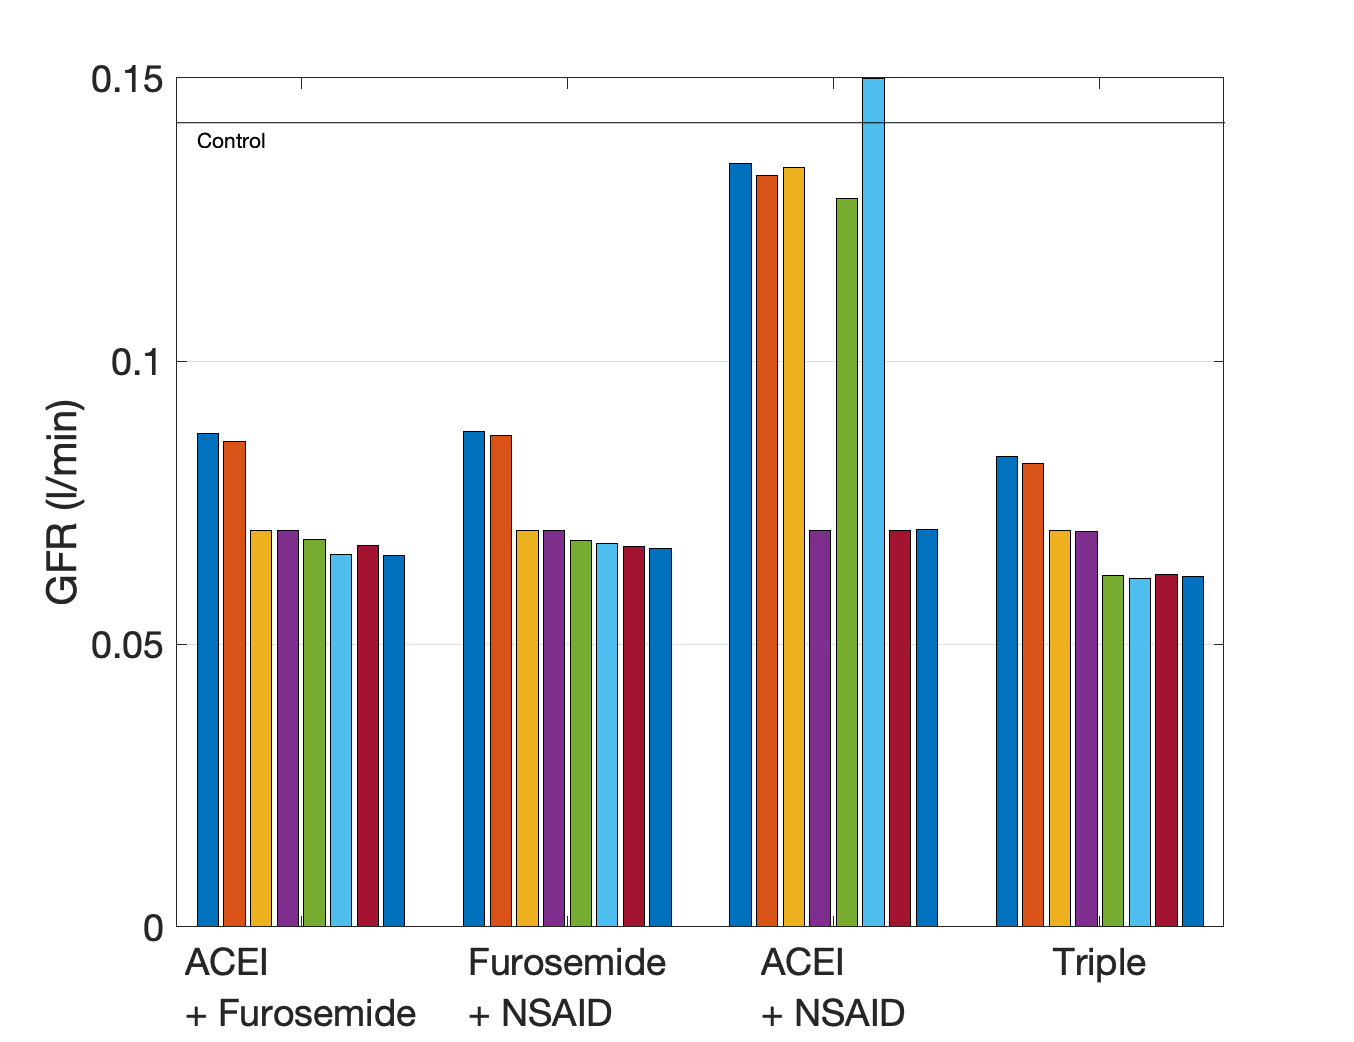 0.15
Control
0.1
GFR (l/min)
0.05
0
ACEI
+ Furosemide
Furosemide
+ NSAID
ACEI
+ NSAID
Triple